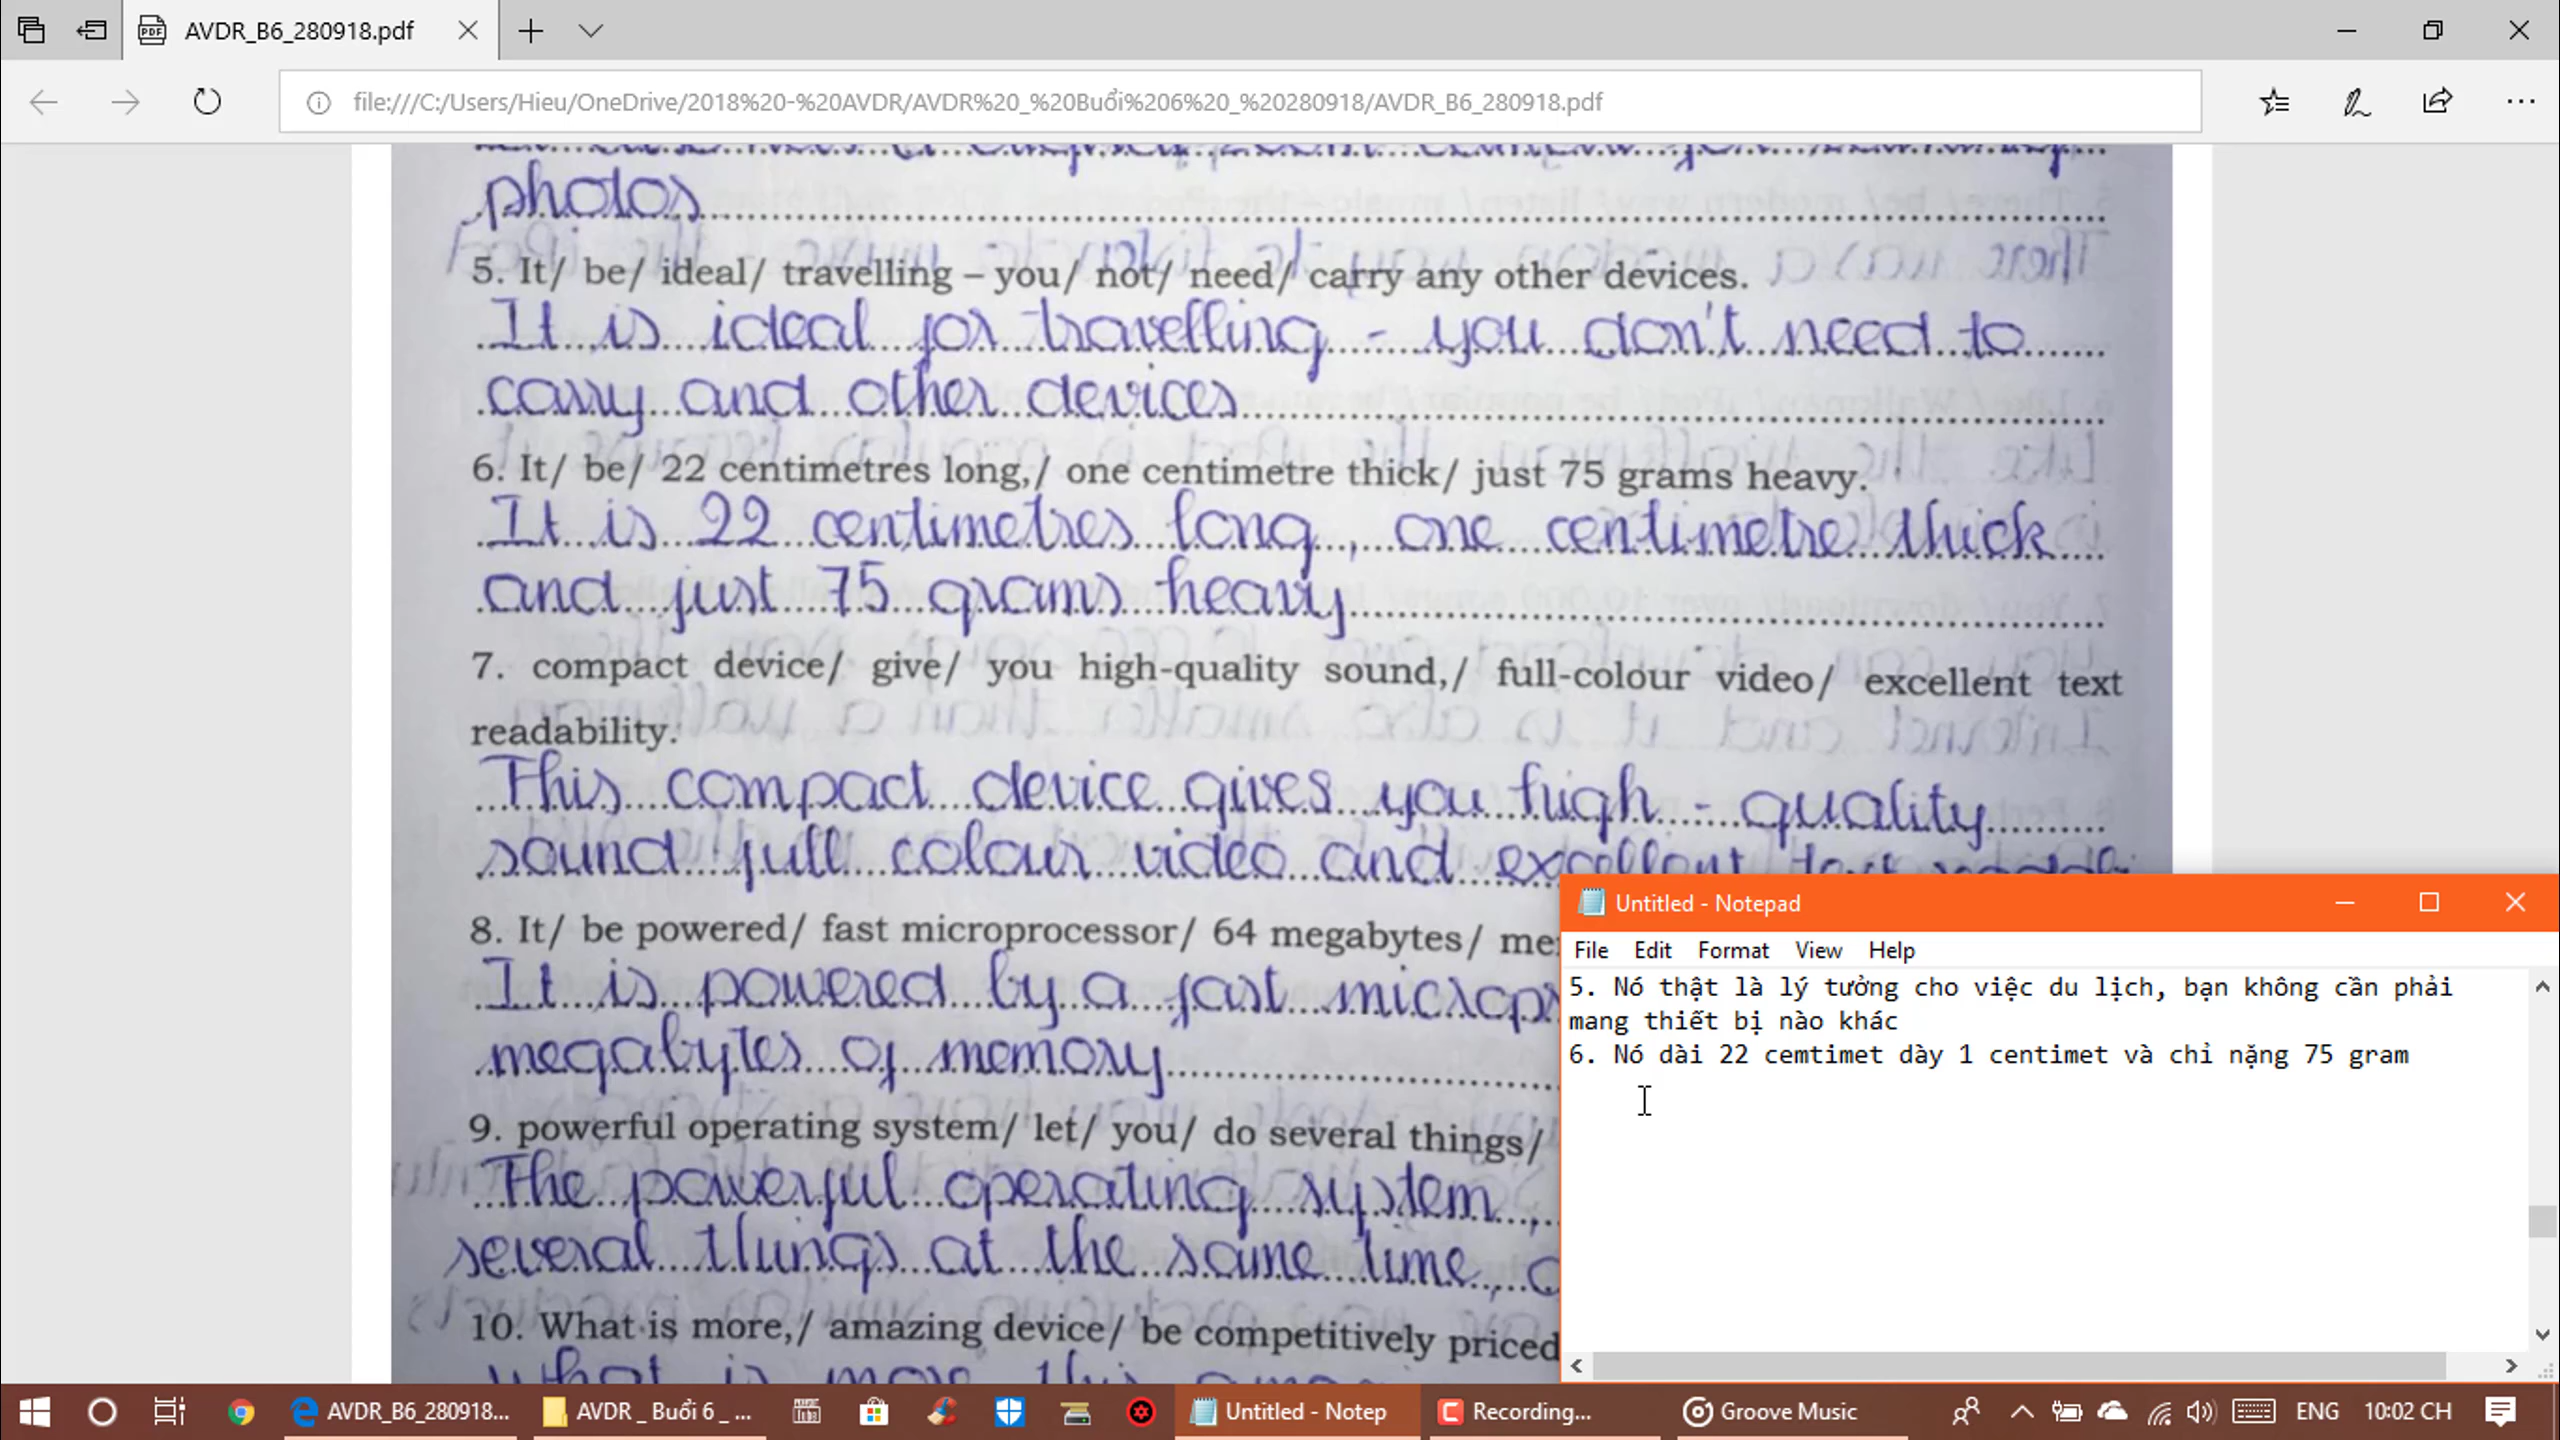 AVDR_B6_280918.pdf
file:///C:/Users/Hieu/OneDrive/2018%20-%20AVDR/AVDR%20_%20Buổi%206%20_%20280918/AVDR_B6_280918.pdf
photos
5. It/ be/ ideal/ travelling – you/ not/ need/ carry any other devices.
It is ideal for travelling - you don't need to
carry and other devices
6. It/ be/ 22 centimetres long,/ one centimetre thick/ just 75 grams heavy.
It is 22 centimetres long, one centimetre thick
and just 75 grams heavy
7. compact device/ give/ you high-quality sound,/ full-colour video/ excellent text
readability.
This compact device gives you high - quality
sound full colour video and excellent text
8. It/ be powered/ fast microprocessor/ 64 megabytes/
It is powered by a fast
megabytes of memory
9. powerful operating system/ let/ you/ do several things/
The powerful operating system,
several things at the same time,
10. What is more,/ amazing device/ be competitively priced
What is more this
Untitled - Notepad
File Edit Format View Help
5. Nó thật là lý tưởng cho việc du lịch, bạn không cần phải
mang thiết bị nào khác
6. Nó dài 22 cemtimet dày 1 centimet và chỉ nặng 75 gram
AVDR_B6_280918...
AVDR _ Buổi 6 _ ...
Untitled - Notep
Recording...
Groove Music
ENG
10:02 CH